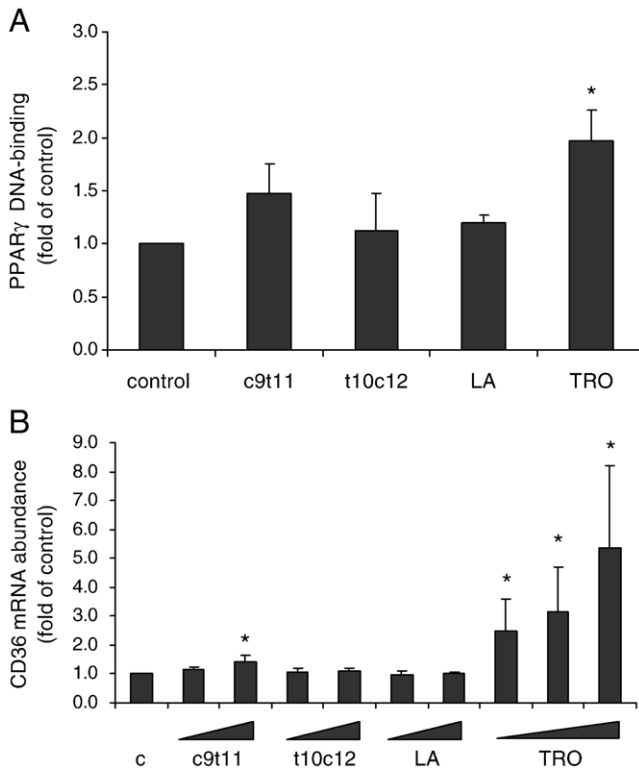 A
PPARγ DNA-binding
(fold of control)
3.0
2.5
2.0
1.5
1.0
0.5
0.0
*
control c9t11 t10c12 LA TRO
B
CD36 mRNA abundance
(fold of control)
9.0
8.0
7.0
6.0
5.0
4.0
3.0
2.0
1.0
0.0
*
*
*
*
c c9t11 t10c12 LA TRO